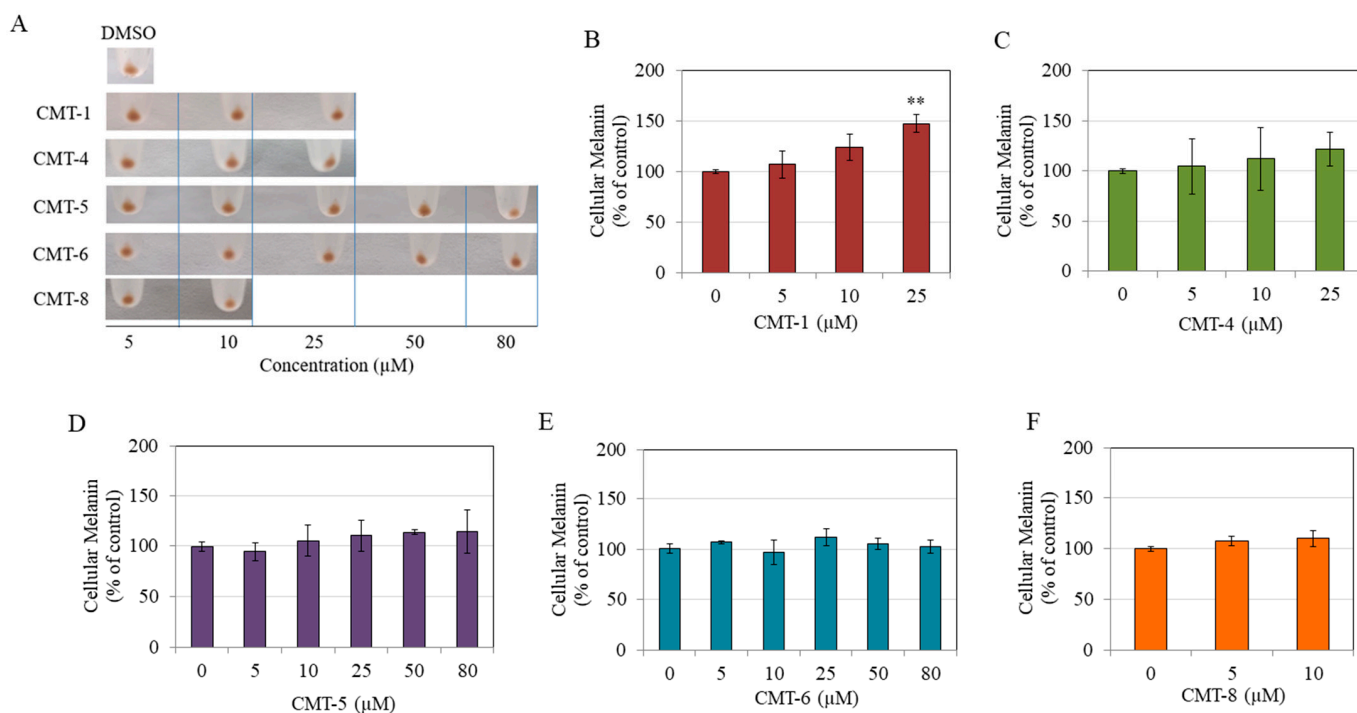 A
DMSO
CMT-1
CMT-4
CMT-5
CMT-6
CMT-8
5 10 25 50 80
Concentration (µM)
B
200
150
100
50
0
Cellular Melanin
(% of control)
**
0 5 10 25
CMT-1 (µM)
C
200
150
100
50
0
Cellular Melanin
(% of control)
0 5 10 25
CMT-4 (µM)
D
200
150
100
50
0
Cellular Melanin
(% of control)
0 5 10 25 50 80
CMT-5 (µM)
E
200
150
100
50
0
Cellular Melanin
(% of control)
0 5 10 25 50 80
CMT-6 (µM)
F
200
150
100
50
0
Cellular Melanin
(% of control)
0 5 10
CMT-8 (µM)